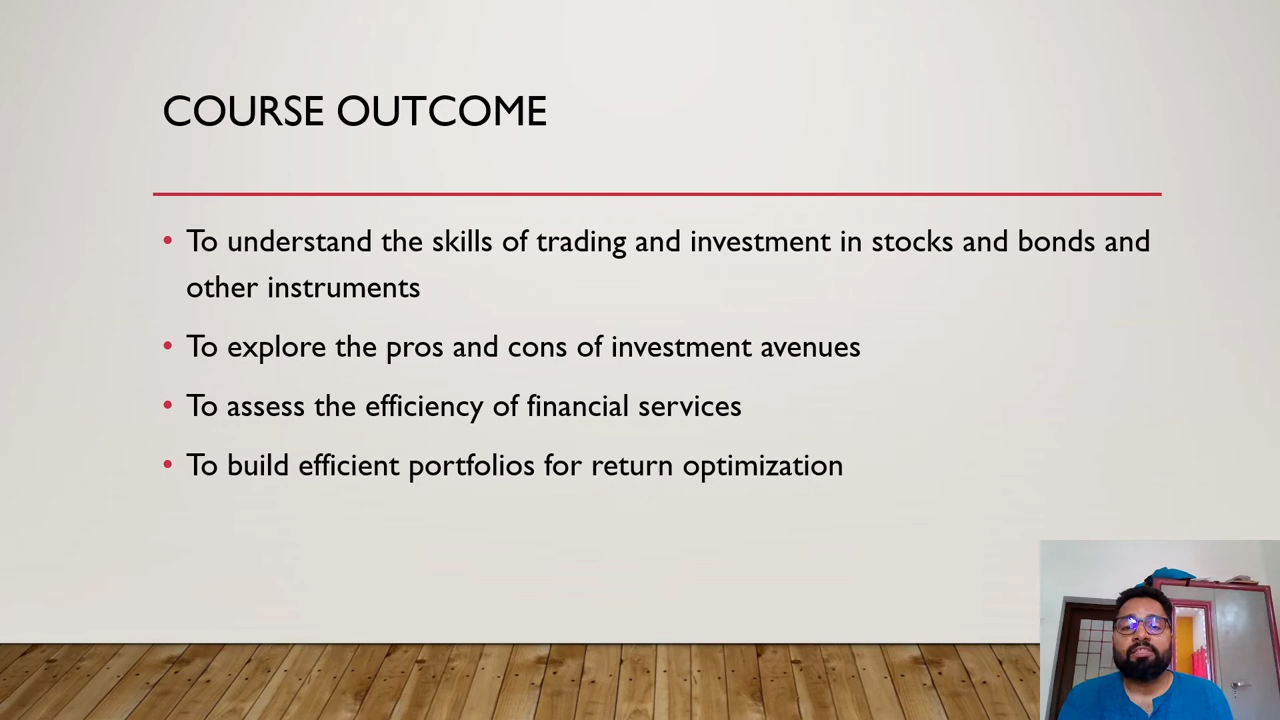 COURSE OUTCOME
• To understand the skills of trading and investment in stocks and bonds and
other instruments
• To explore the pros and cons of investment avenues
• To assess the efficiency of financial services
• To build efficient portfolios for return optimization